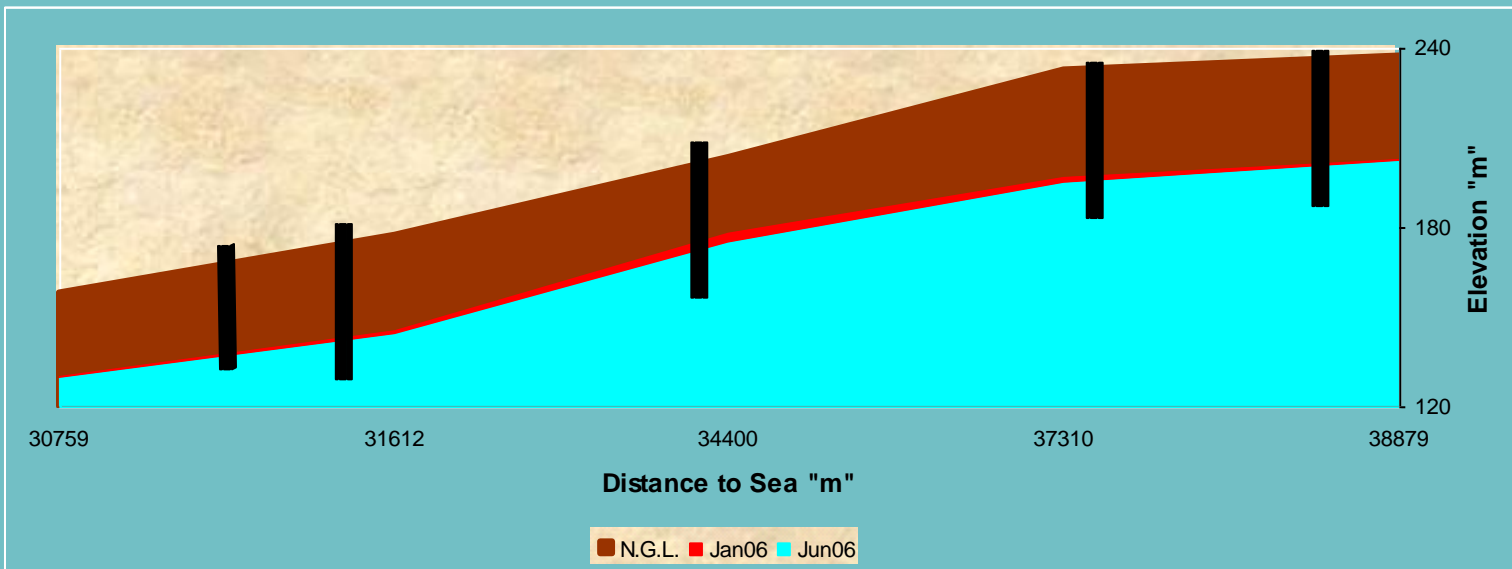 240
180
120
Elevation "m"
30759 31612 34400 37310 38879
Distance to Sea "m"
N.G.L. Jan06 Jun06